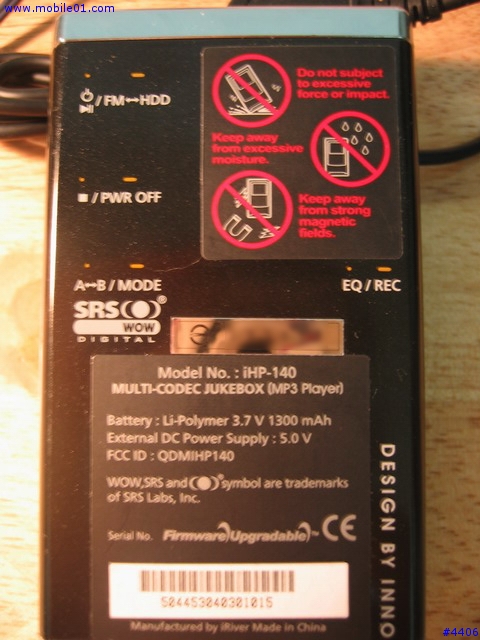 www.mobile01.com
Do not subject
to excessive
force or impact.
/ FM↔HDD
Keep away
from excessive
moisture.
■ / PWR OFF
Keep away
from strong
magnetic
fields.
A↔B / MODE
EQ / REC
SRS ®
WOW
DIGITAL
Model No. : iHP-140
MULTI-CODEC JUKEBOX (MP3 Player)
Battery : Li-Polymer 3.7 V 1300 mAh
External DC Power Supply : 5.0 V
FCC ID : QDMIHP140
WOW,SRS and ® symbol are trademarks
of SRS Labs, Inc.
Serial No. Firmware Upgradable ™ CE
S04453040301015
Manufactured by iRiver Made in China
DESIGN BY INNO
#4406